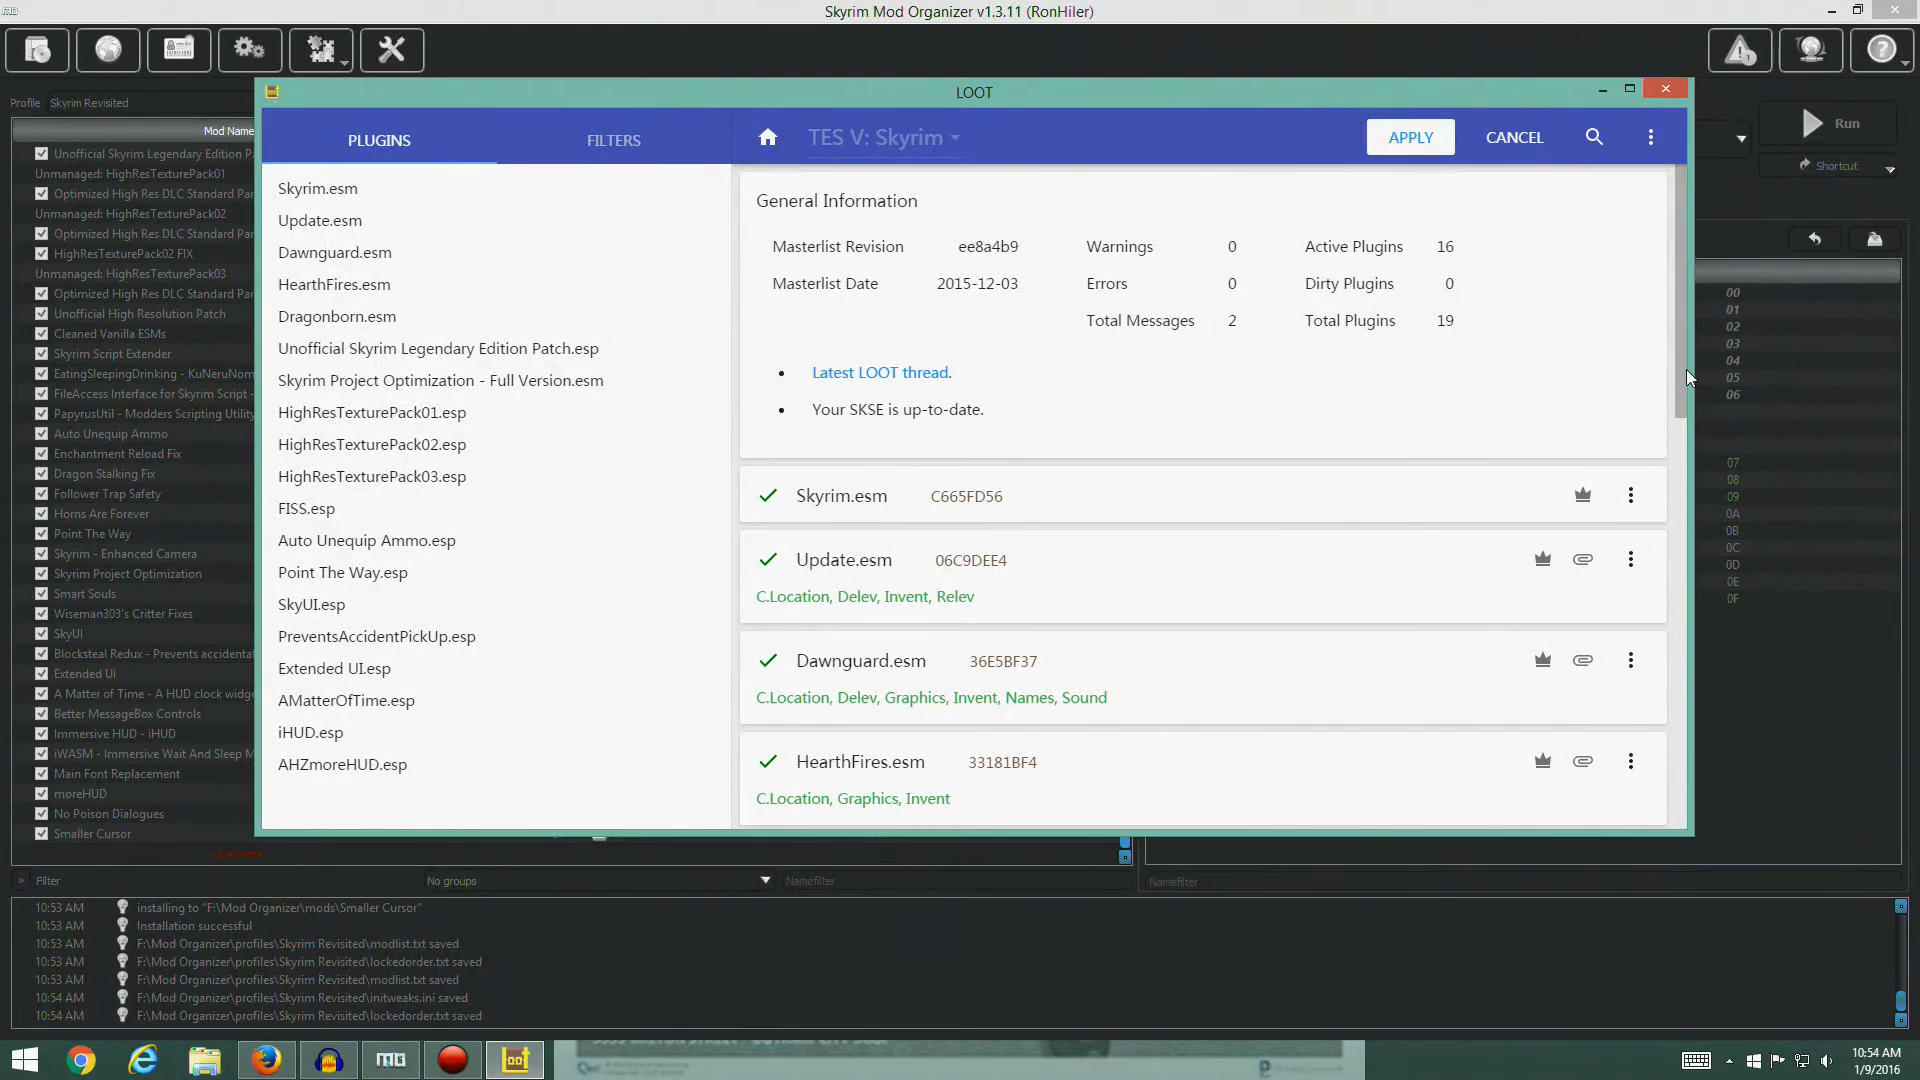 Skyrim Mod Organizer v1.3.11 (RonHiler)
Profile Skyrim Revisited
Run
Shortcut
Mod Name
Unofficial Skyrim Legendary Edition P
Unmanaged: HighResTexturePack01
Optimized High Res DLC Standard Par
Unmanaged: HighResTexturePack02
Optimized High Res DLC Standard Par
HighResTexturePack02 FIX
Unmanaged: HighResTexturePack03
Optimized High Res DLC Standard Par
Unofficial High Resolution Patch
Cleaned Vanilla ESMs
Skyrim Script Extender
EatingSleepingDrinking - KuNeruNom
FileAccess Interface for Skyrim Script -
PapyrusUtil - Modders Scripting Utility
Auto Unequip Ammo
Enchantment Reload Fix
Dragon Stalking Fix
Follower Trap Safety
Horns Are Forever
Point The Way
Skyrim - Enhanced Camera
Skyrim Project Optimization
Smart Souls
Wiseman303's Critter Fixes
SkyUI
Blocksteal Redux - Prevents accidenta
Extended UI
A Matter of Time - A HUD clock widge
Better MessageBox Controls
Immersive HUD - iHUD
iWASM - Immersive Wait And Sleep M
Main Font Replacement
moreHUD
No Poison Dialogues
Smaller Cursor
LOOT
PLUGINS FILTERS
TES V: Skyrim
APPLY CANCEL
Skyrim.esm
Update.esm
Dawnguard.esm
HearthFires.esm
Dragonborn.esm
Unofficial Skyrim Legendary Edition Patch.esp
Skyrim Project Optimization - Full Version.esm
HighResTexturePack01.esp
HighResTexturePack02.esp
HighResTexturePack03.esp
FISS.esp
Auto Unequip Ammo.esp
Point The Way.esp
SkyUI.esp
PreventsAccidentPickUp.esp
Extended UI.esp
AMatterOfTime.esp
iHUD.esp
AHZmoreHUD.esp
General Information
Masterlist Revision ee8a4b9 Warnings 0 Active Plugins 16
Masterlist Date 2015-12-03 Errors 0 Dirty Plugins 0
Total Messages 2 Total Plugins 19
Latest LOOT thread.
Your SKSE is up-to-date.
Skyrim.esm C665FD56
Update.esm 06C9DEE4
C.Location, Delev, Invent, Relev
Dawnguard.esm 36E5BF37
C.Location, Delev, Graphics, Invent, Names, Sound
HearthFires.esm 33181BF4
C.Location, Graphics, Invent
00
01
02
03
04
05
06
07
08
09
0A
0B
0C
0D
0E
0F
» Filter No groups Namefilter Namefilter
10:53 AM installing to "F:\Mod Organizer\mods\Smaller Cursor"
10:53 AM Installation successful
10:53 AM F:\Mod Organizer\profiles\Skyrim Revisited\modlist.txt saved
10:53 AM F:\Mod Organizer\profiles\Skyrim Revisited\lockedorder.txt saved
10:53 AM F:\Mod Organizer\profiles\Skyrim Revisited\modlist.txt saved
10:54 AM F:\Mod Organizer\profiles\Skyrim Revisited\initweaks.ini saved
10:54 AM F:\Mod Organizer\profiles\Skyrim Revisited\lockedorder.txt saved
10:54 AM
1/9/2016